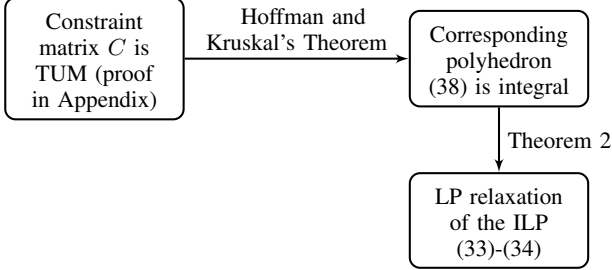 Constraint
matrix C is
TUM (proof
in Appendix)
Hoffman and
Kruskal's Theorem
Corresponding
polyhedron
(38) is integral
Theorem 2
LP relaxation
of the ILP
(33)-(34)